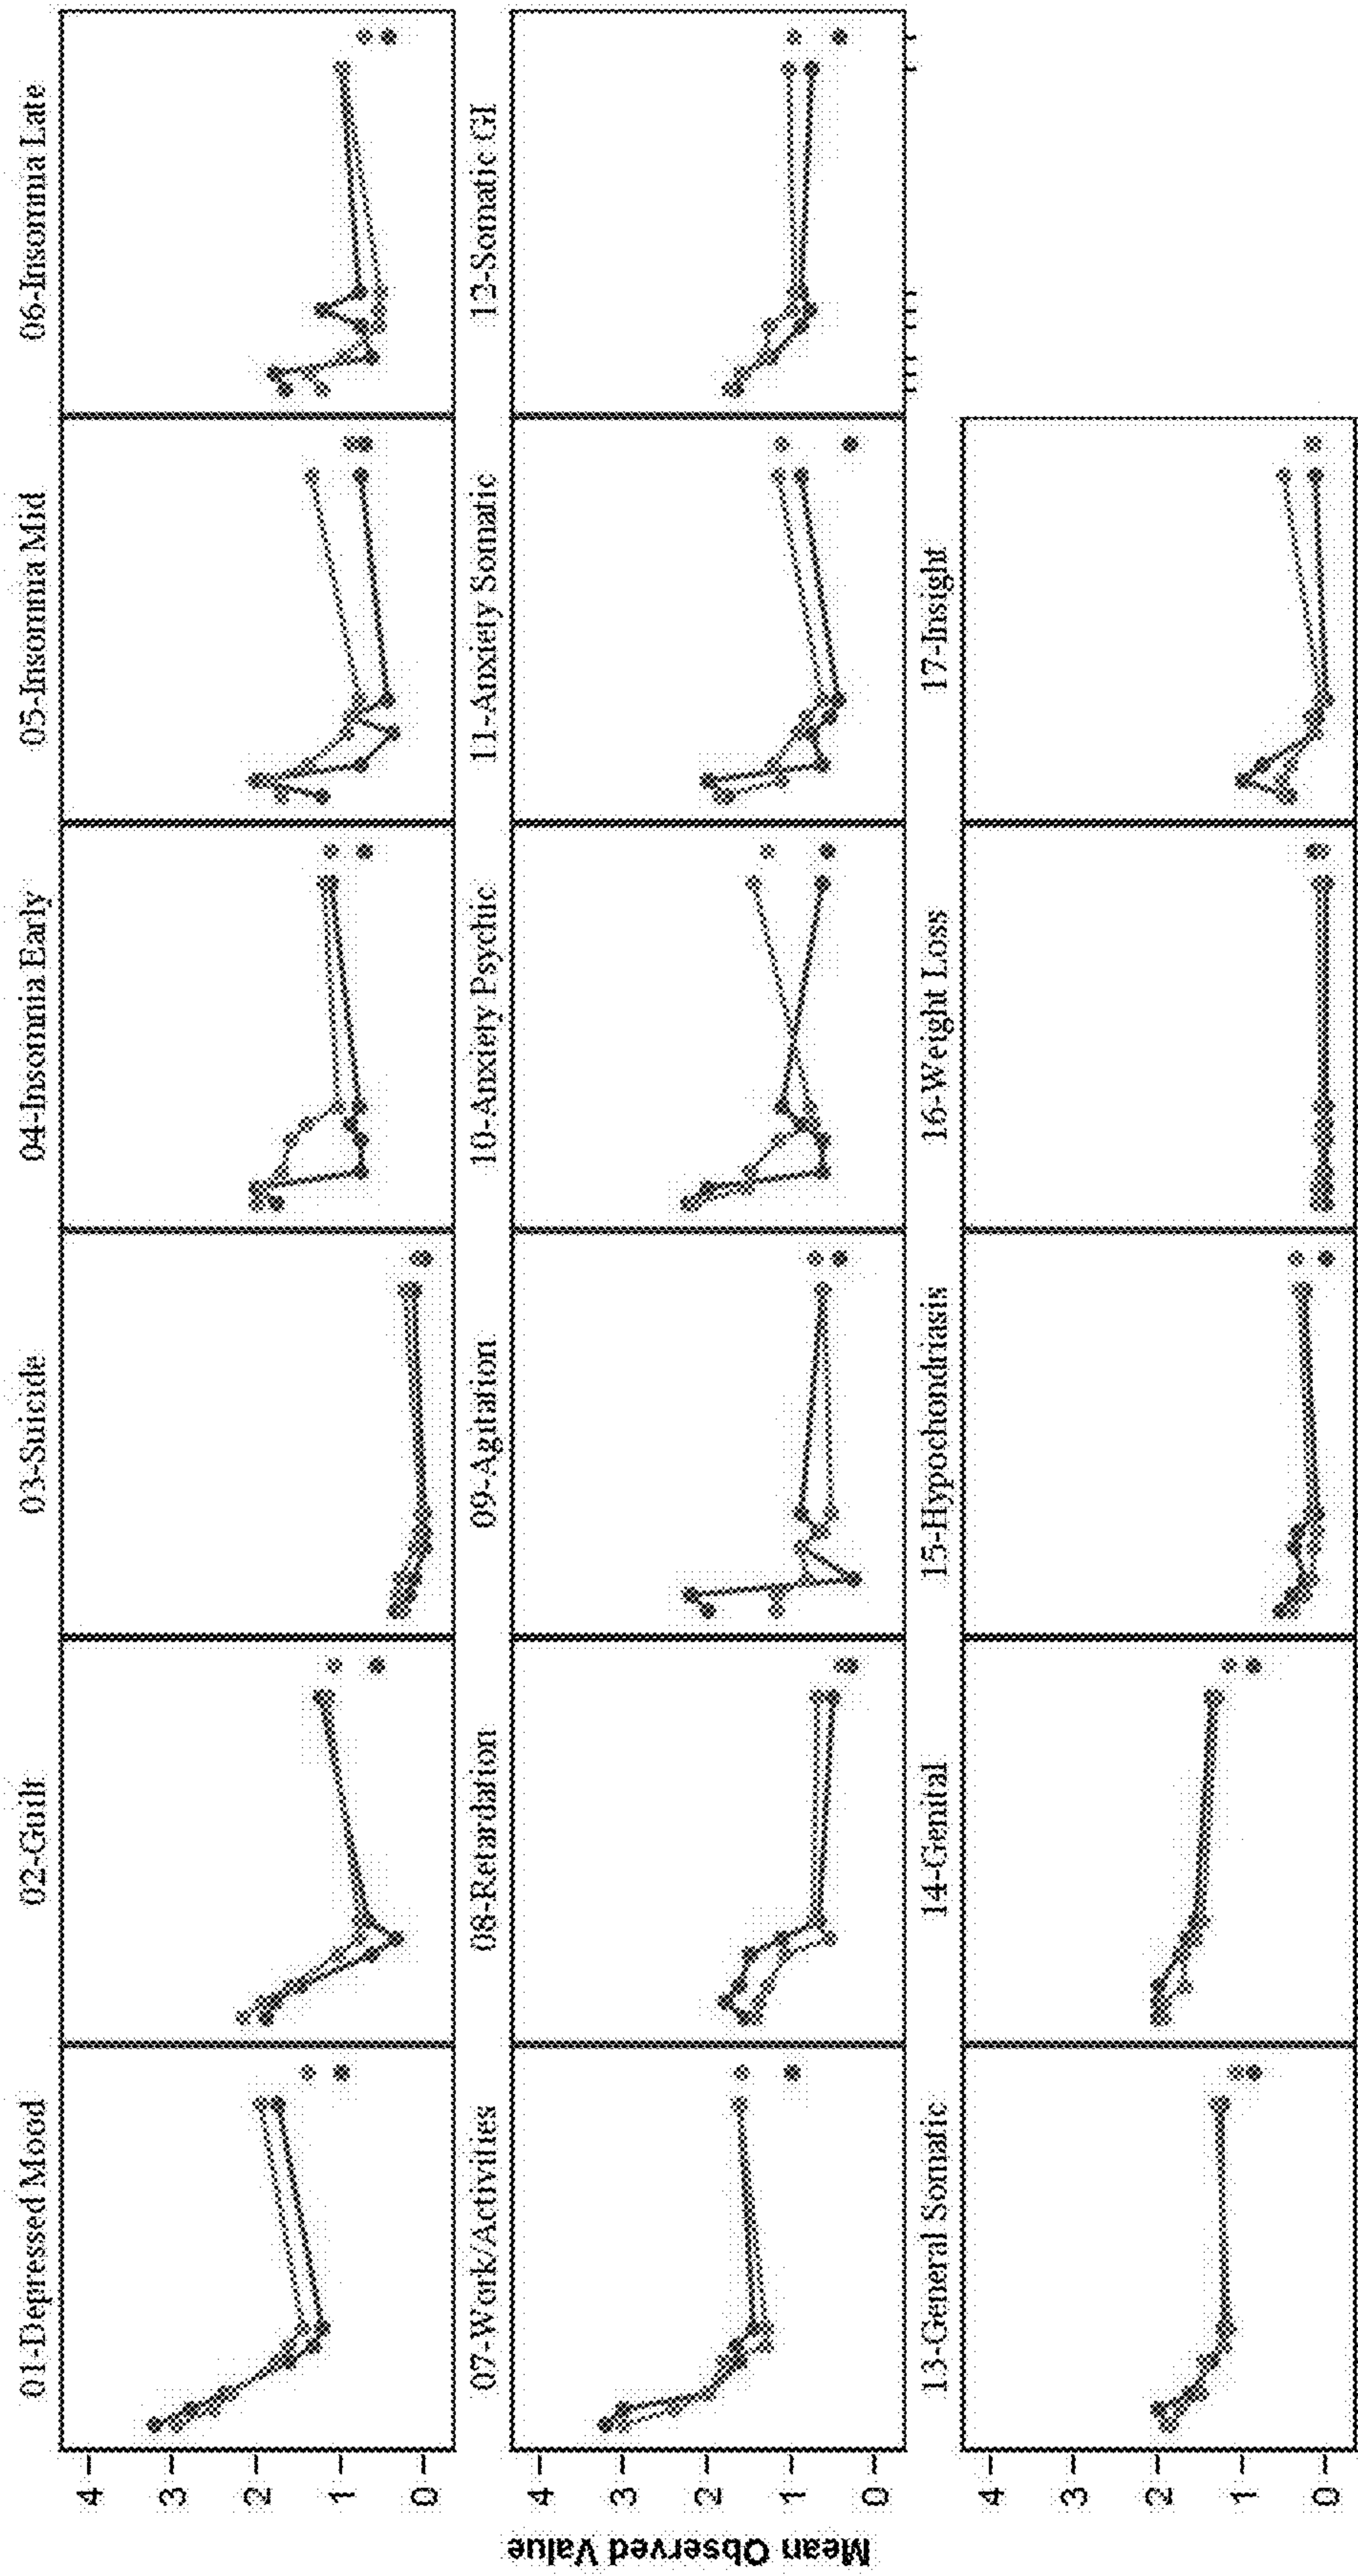 01-Depressed Mood
02-Guilt
03-Suicide
04-Insomnia Early
05-Insomnia Mid
06-Insomnia Late
4
3
2
1
0
07-Work/Activities
08-Retardation
09-Agitation
10-Anxiety Psychic
11-Anxiety Somatic
12-Somatic GI
4
3
2
1
0
13-General Somatic
14-Genital
15-Hypochondriasis
16-Weight Loss
17-Insight
4
3
2
1
0
Mean Observed Value